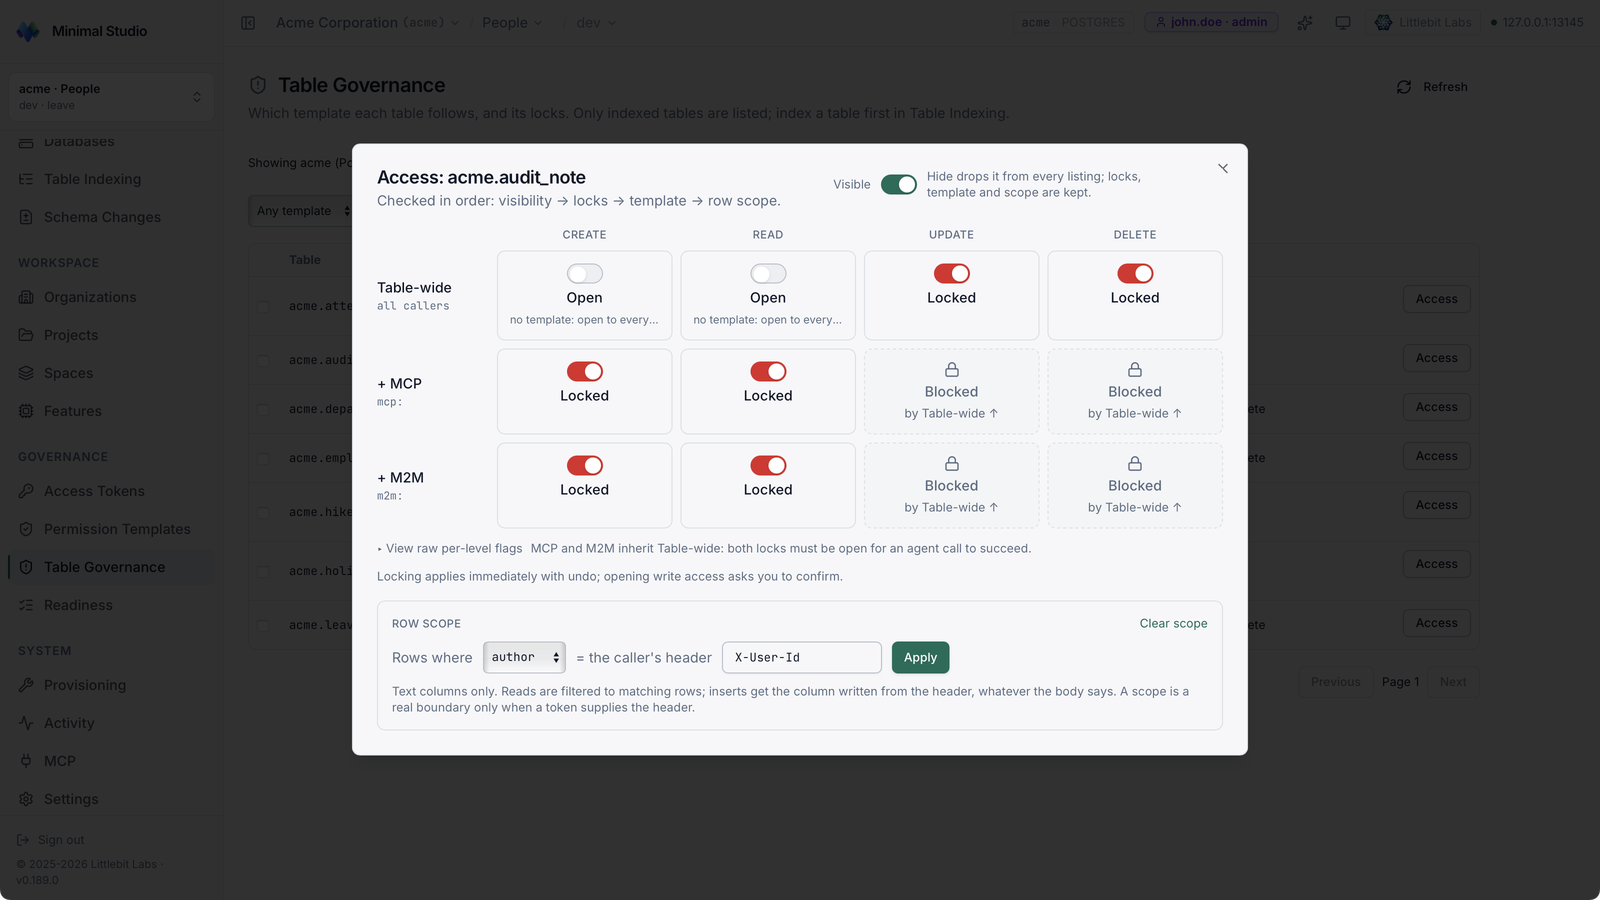 Minimal Studio
Acme Corporation (acme) / People / dev
acme · POSTGRES
john.doe · admin
Littlebit Labs
127.0.0.1:13145
acme · People
dev · leave
Databases
Table Indexing
Schema Changes
WORKSPACE
Organizations
Projects
Spaces
Features
GOVERNANCE
Access Tokens
Permission Templates
Table Governance
Readiness
SYSTEM
Provisioning
Activity
MCP
Settings
Sign out
© 2025-2026 Littlebit Labs ·
v0.189.0
Table Governance
Refresh
Which template each table follows, and its locks. Only indexed tables are listed; index a table first in Table Indexing.
Showing acme (Po
Any template
Table
acme.atte
Access
acme.audi
Access
acme.depa
ete
Access
acme.empl
ete
Access
acme.hike
Access
acme.holi
Access
acme.leav
ete
Access
Previous
Page 1
Next
Access: acme.audit_note
Checked in order: visibility → locks → template → row scope.
Visible
Hide drops it from every listing; locks,
template and scope are kept.
CREATE READ UPDATE DELETE
Table-wide
all callers
Open
no template: open to every...
Open
no template: open to every...
Locked
Locked
+ MCP
mcp:
Locked
Locked
Blocked
by Table-wide ↑
Blocked
by Table-wide ↑
+ M2M
m2m:
Locked
Locked
Blocked
by Table-wide ↑
Blocked
by Table-wide ↑
View raw per-level flags MCP and M2M inherit Table-wide: both locks must be open for an agent call to succeed.
Locking applies immediately with undo; opening write access asks you to confirm.
ROW SCOPE
Clear scope
Rows where author = the caller's header X-User-Id Apply
Text columns only. Reads are filtered to matching rows; inserts get the column written from the header, whatever the body says. A scope is a
real boundary only when a token supplies the header.